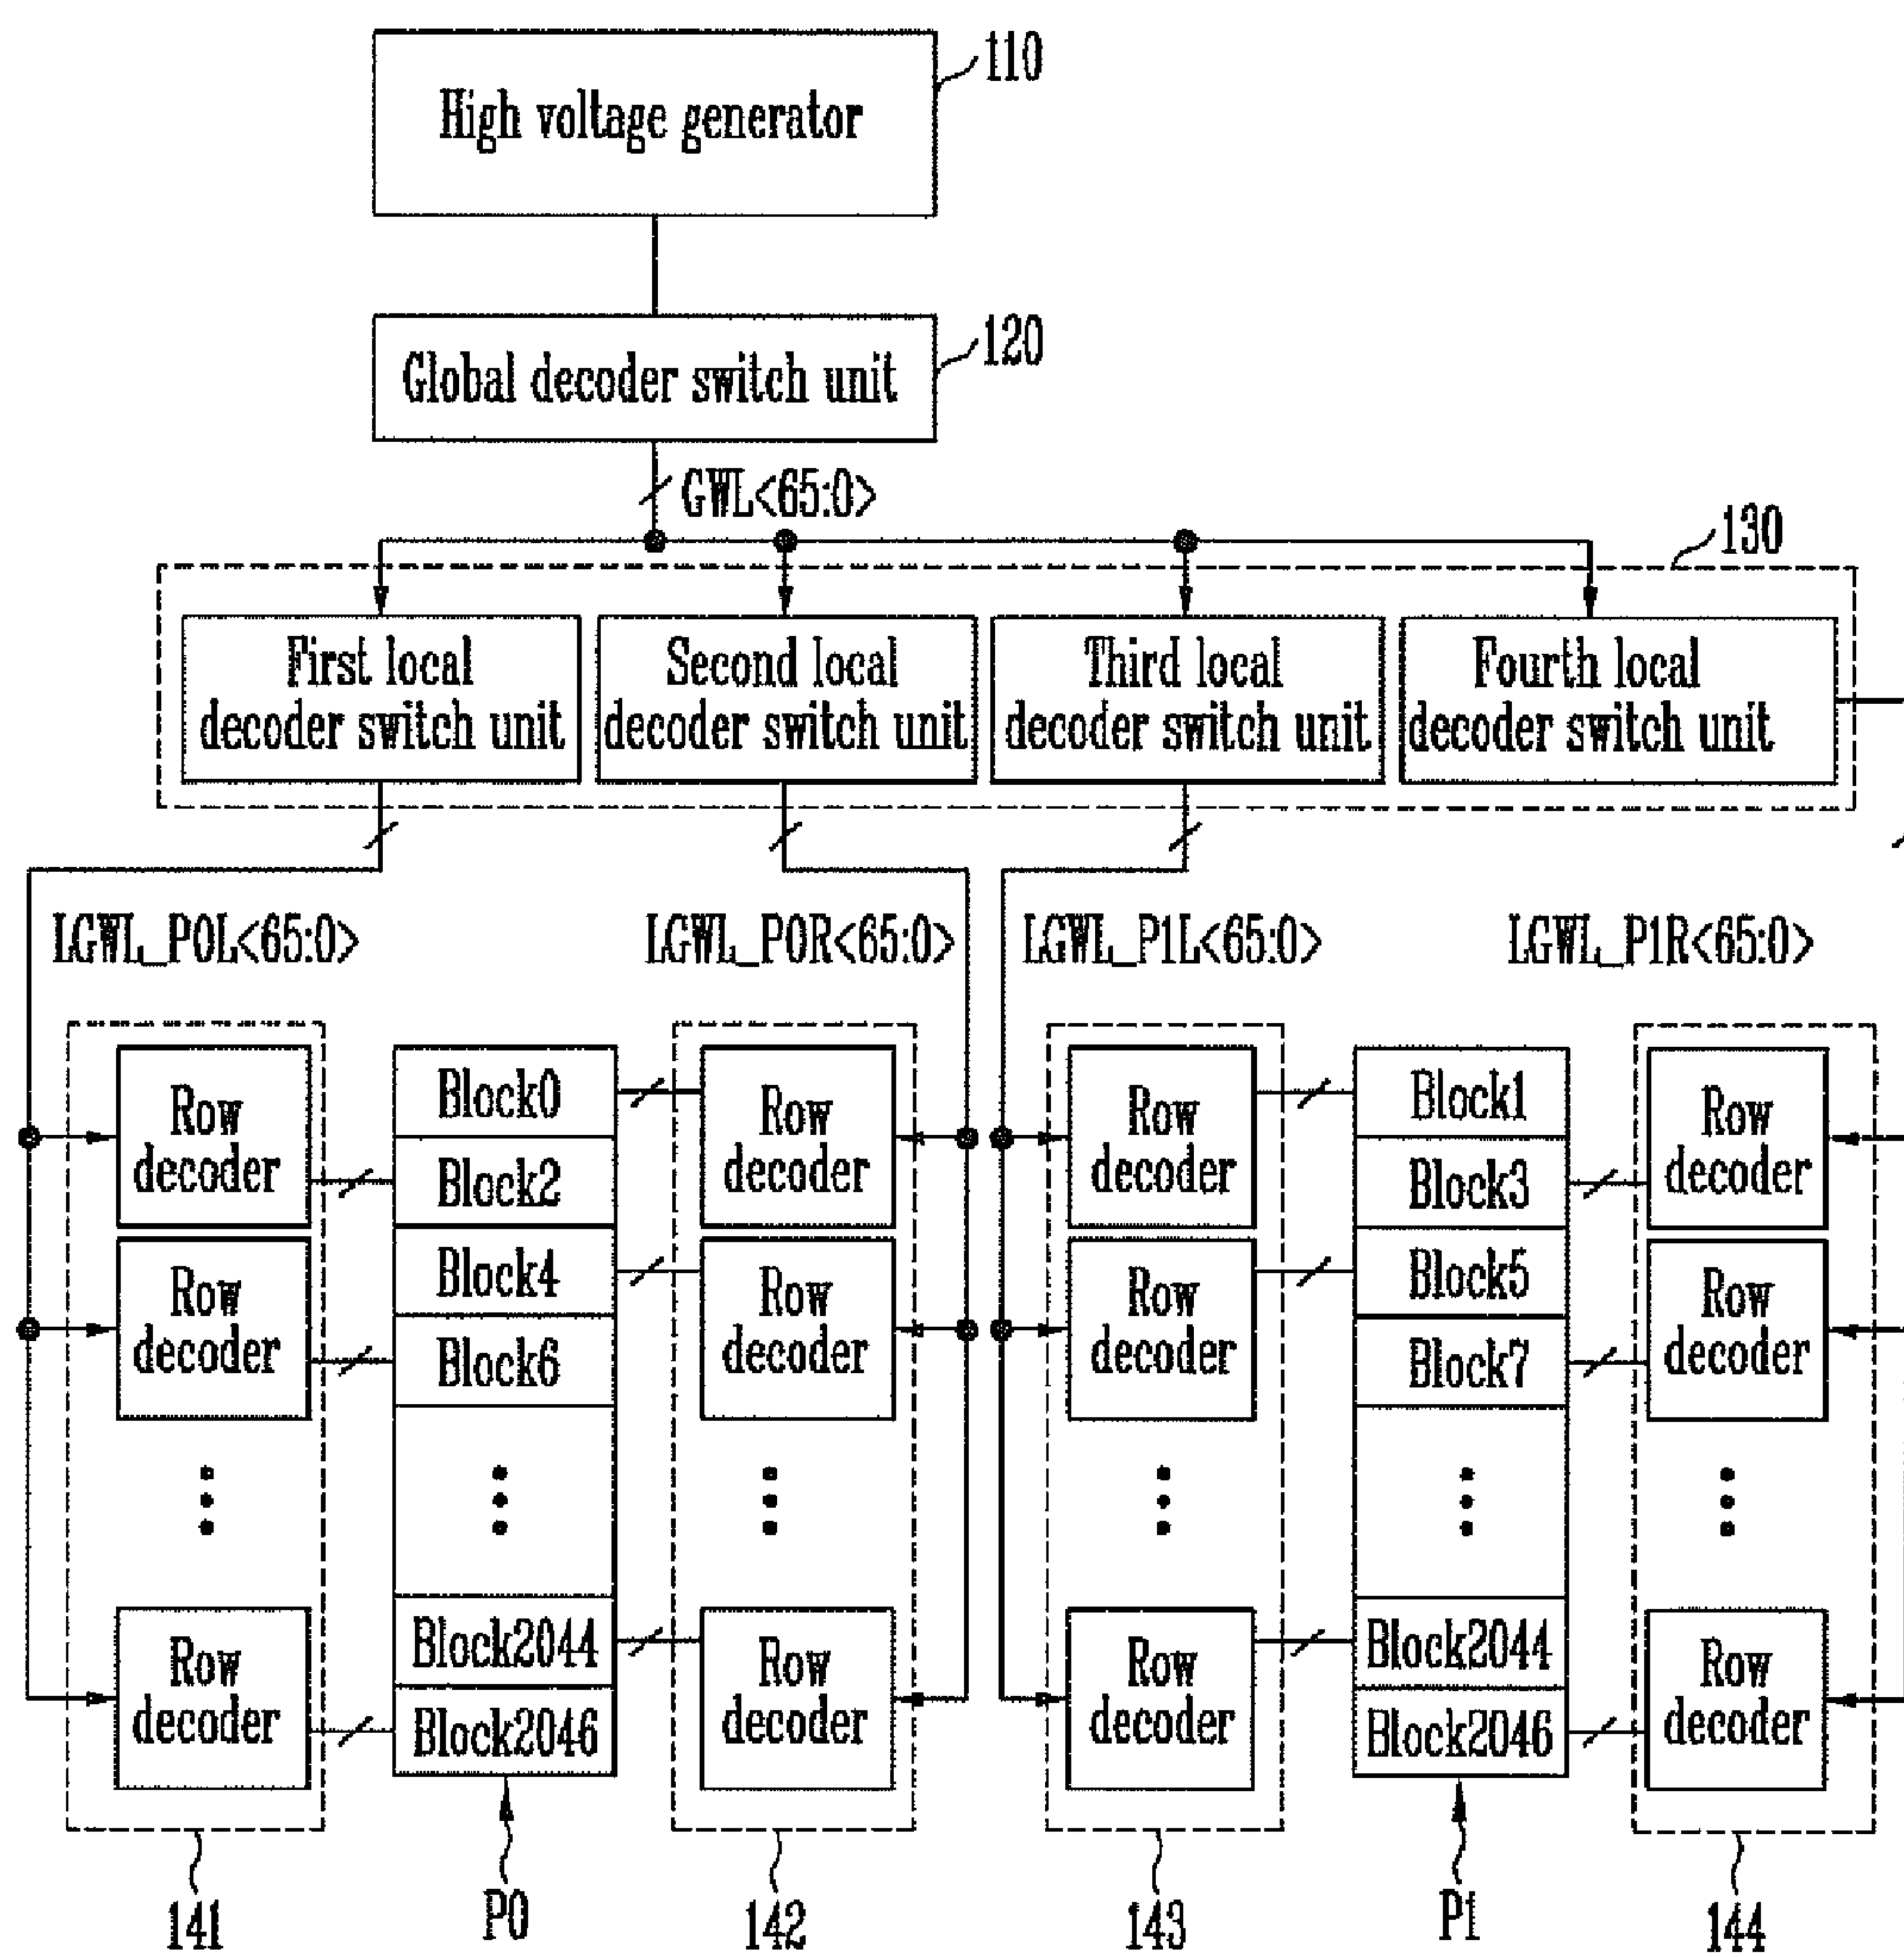 110
High voltage generator
120
Global decoder switch unit
GWL<65:0>
130
First local
decoder switch unit
Second local
decoder switch unit
Third local
decoder switch unit
Fourth local
decoder switch unit
LGWL_P0L<65:0>
LGWL_P0R<65:0>
LGWL_P1L<65:0>
LGWL_P1R<65:0>
Row
decoder
Row
decoder
Row
decoder
Block0
Block2
Block4
Block6
Block2044
Block2046
Row
decoder
Row
decoder
Row
decoder
Row
decoder
Row
decoder
Row
decoder
Block1
Block3
Block5
Block7
Block2044
Block2046
Row
decoder
Row
decoder
Row
decoder
141
P0
142
143
P1
144